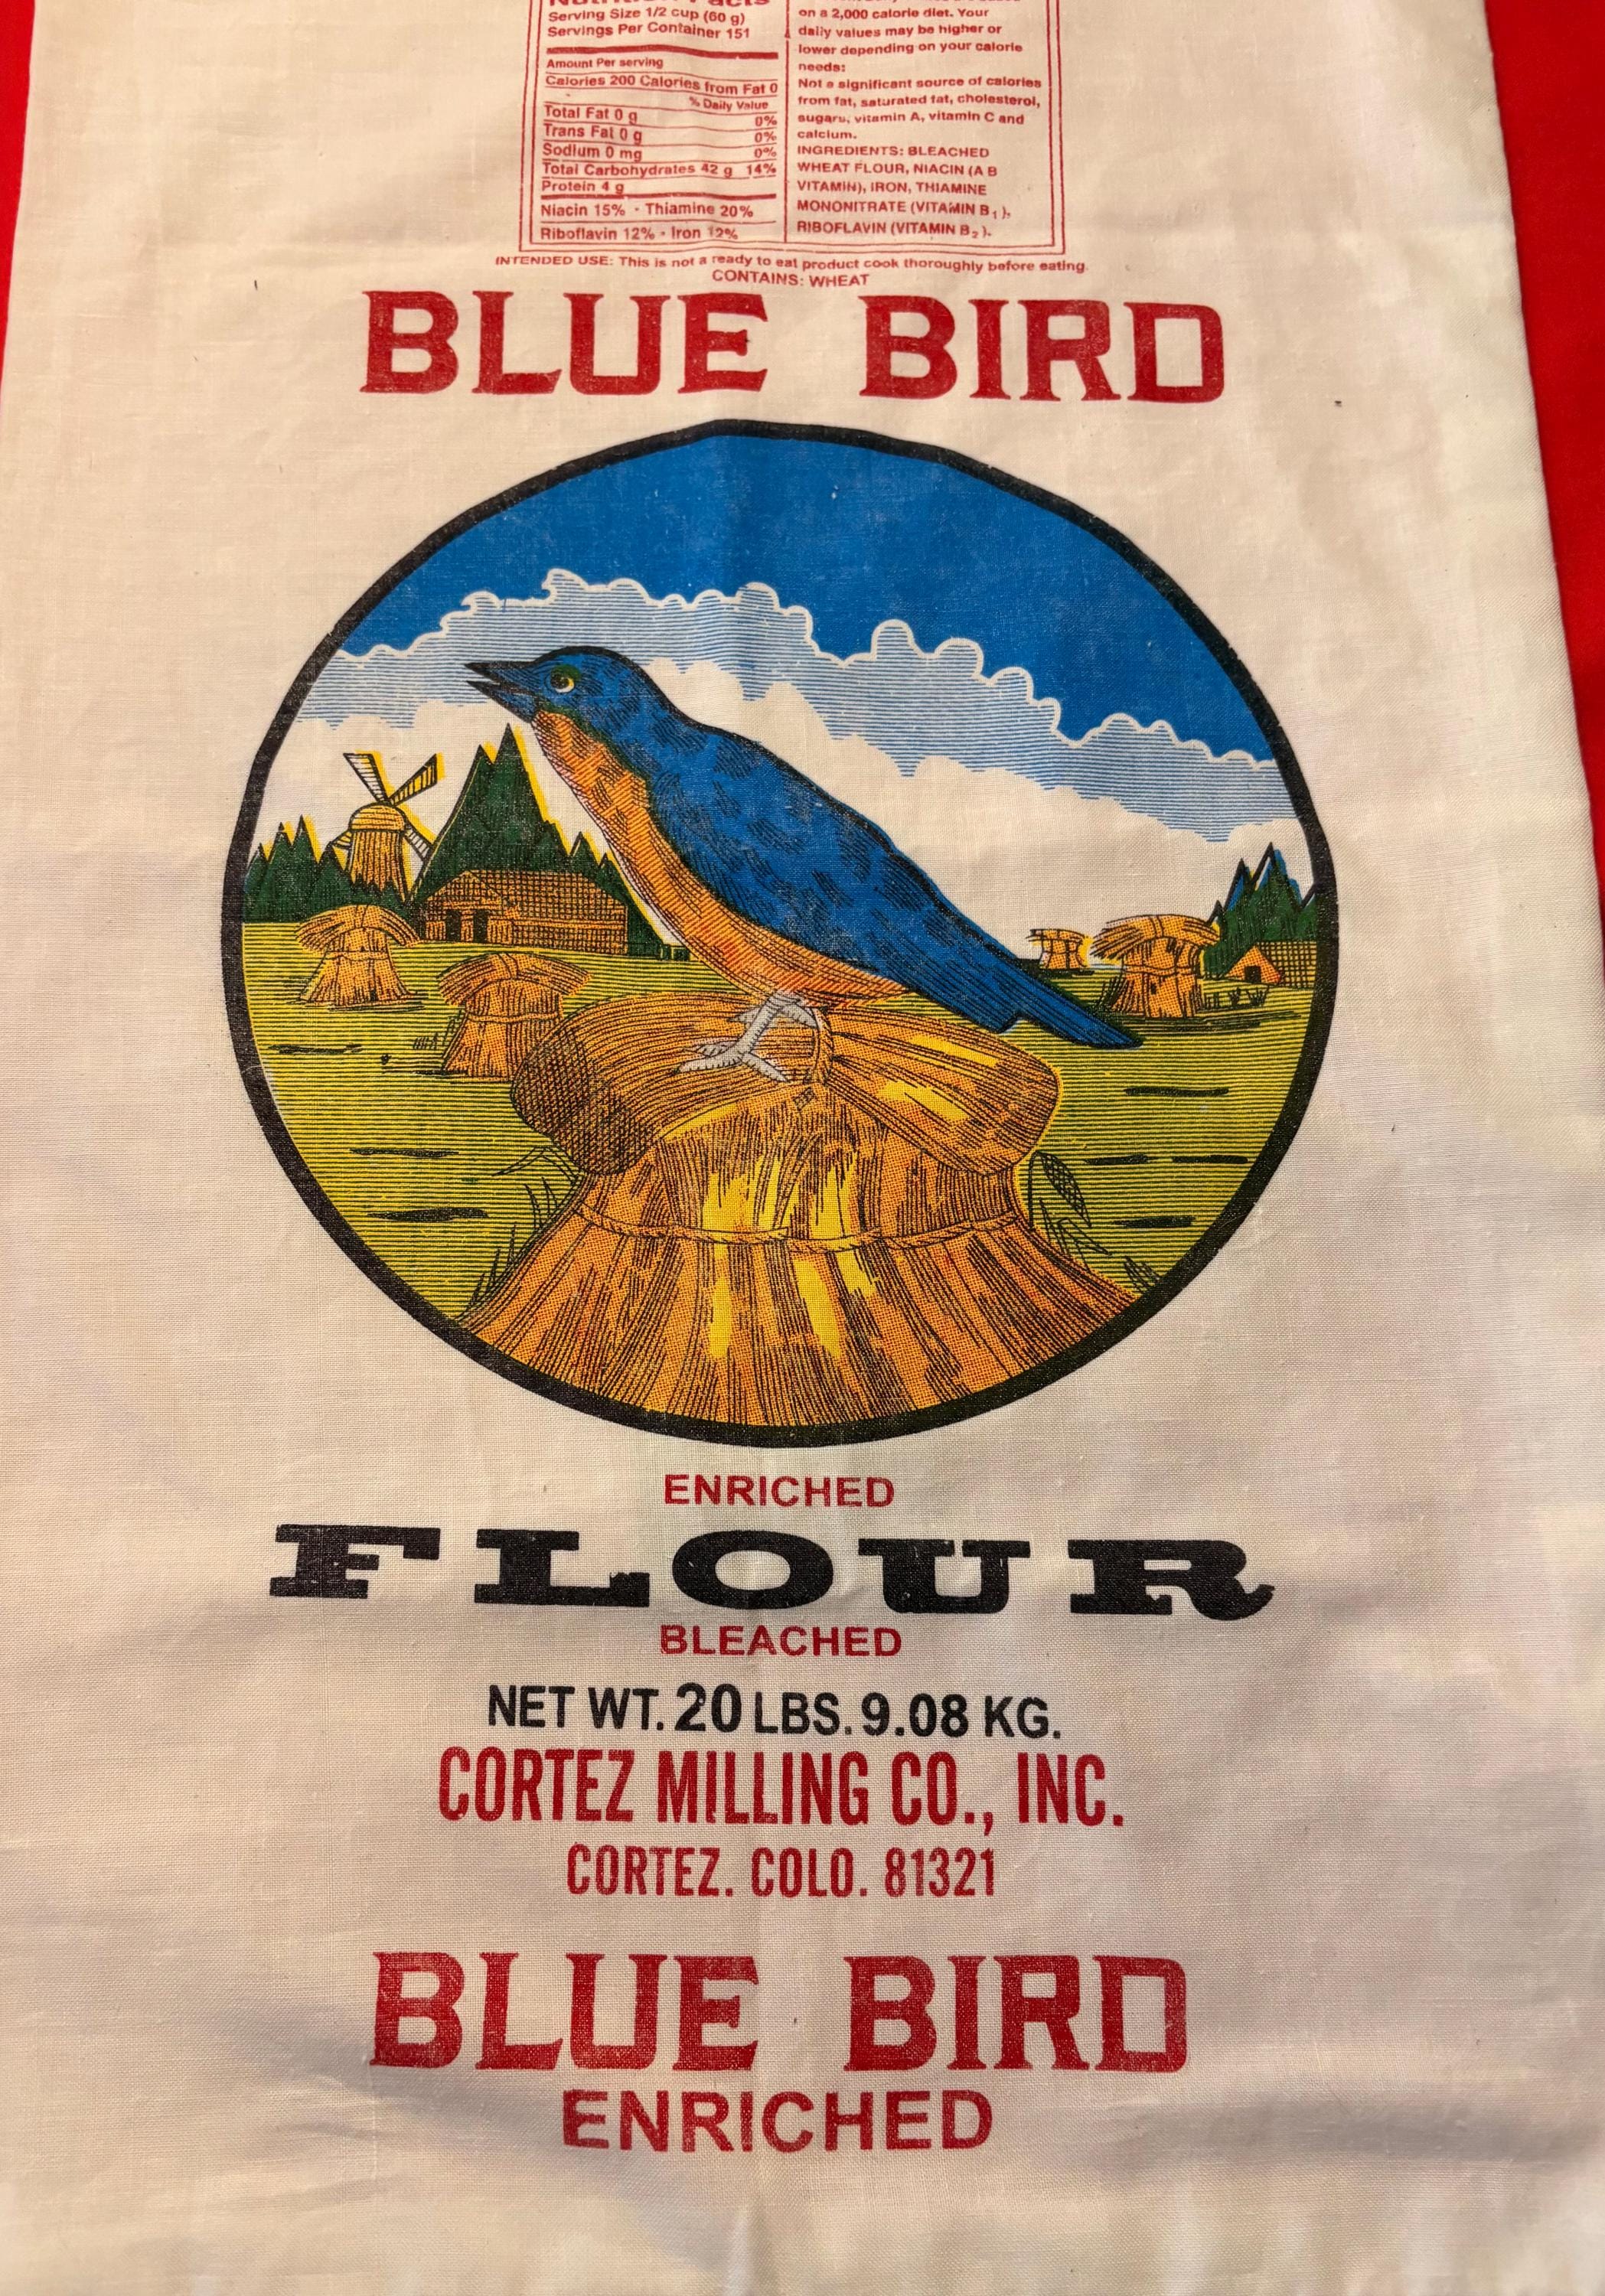 Nutrition Facts
Serving Size 1/2 cup (60 g)
Servings Per Container 151
Amount Per serving
Calories 200 Calories from Fat 0
% Daily Value
Total Fat 0 g 0%
Trans Fat 0 g 0%
Sodium 0 mg 0%
Total Carbohydrates 42 g 14%
Protein 4 g
Niacin 15% - Thiamine 20%
Riboflavin 12% - Iron 12%
on a 2,000 calorie diet. Your
daily values may be higher or
lower depending on your calorie
needs:
Not a significant source of calories
from fat, saturated fat, cholesterol,
sugars, vitamin A, vitamin C and
calcium.
INGREDIENTS: BLEACHED
WHEAT FLOUR, NIACIN (A B
VITAMIN), IRON, THIAMINE
MONONITRATE (VITAMIN B₁),
RIBOFLAVIN (VITAMIN B₂).
INTENDED USE: This is not a ready to eat product cook thoroughly before eating.
CONTAINS: WHEAT
BLUE BIRD
ENRICHED
FLOUR
BLEACHED
NET WT. 20 LBS. 9.08 KG.
CORTEZ MILLING CO., INC.
CORTEZ. COLO. 81321
BLUE BIRD
ENRICHED